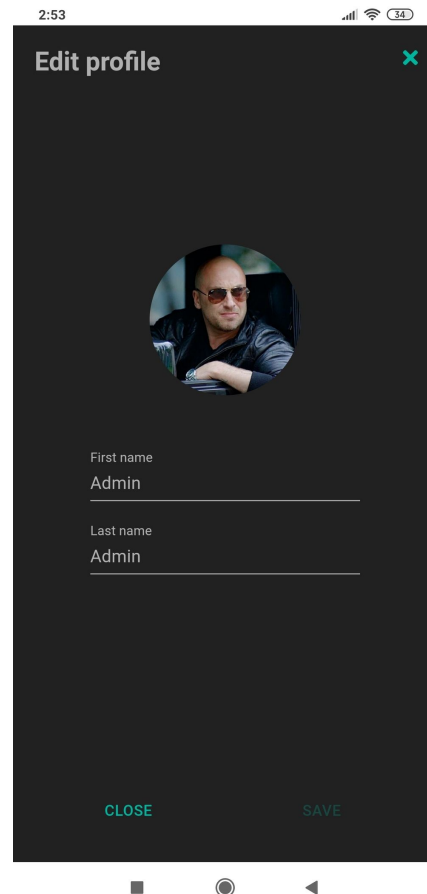 2:53
34
Edit profile
First name
Admin
Last name
Admin
CLOSE
SAVE